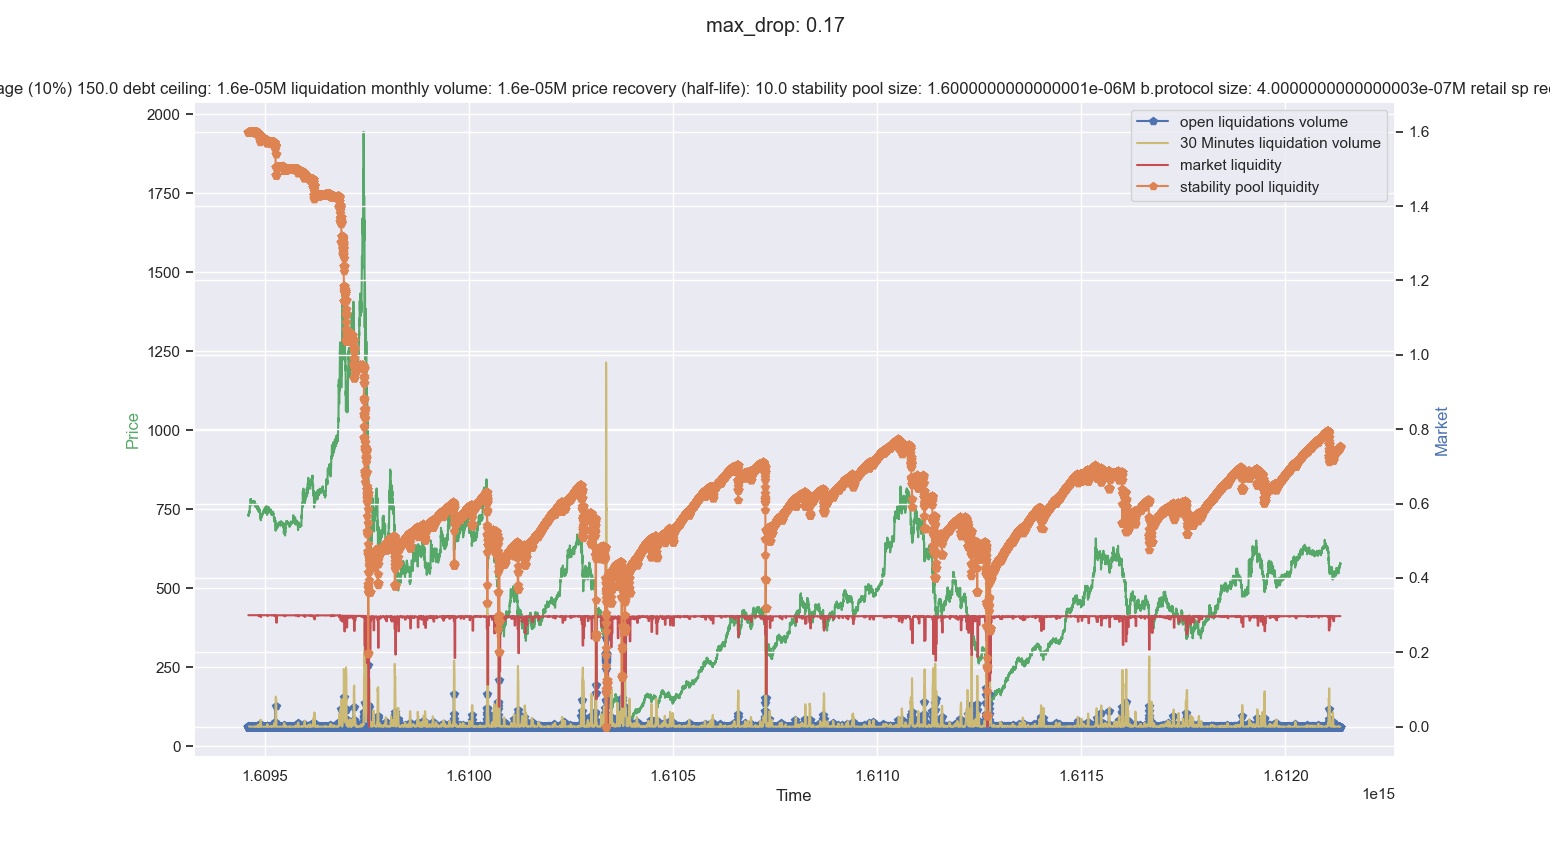 max_drop: 0.17
age (10%) 150.0 debt ceiling: 1.6e-05M liquidation monthly volume: 1.6e-05M price recovery (half-life): 10.0 stability pool size: 1.6000000000000001e-06M b.protocol size: 4.0000000000000003e-07M retail sp re
open liquidations volume
30 Minutes liquidation volume
market liquidity
stability pool liquidity
2000
1750
1500
1250
1000
750
500
250
0
Price
1.6
1.4
1.2
1.0
0.8
0.6
0.4
0.2
0.0
Market
1.6095
1.6100
1.6105
1.6110
1.6115
1.6120
Time
1e15